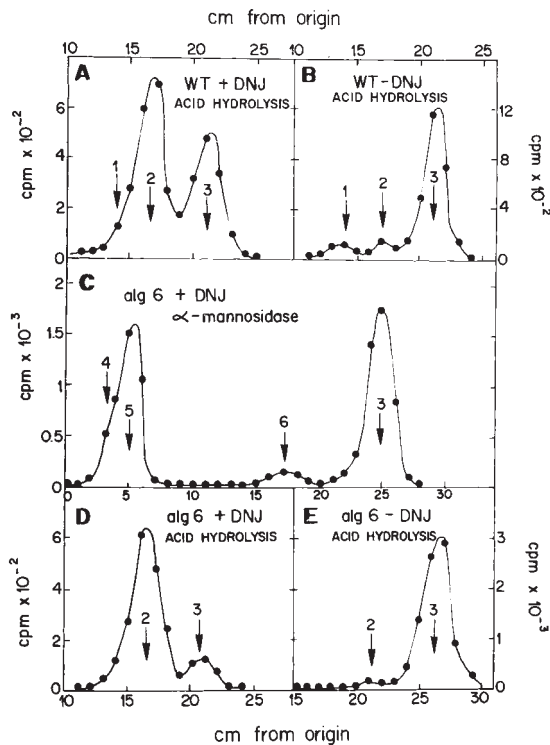 cm from origin
10 15 20 25 10 15 20 25
A WT + DNJ
ACID HYDROLYSIS
B WT-DNJ
ACID HYDROLYSIS
cpm x 10⁻²
6
4
2
0
1 2 3
1 2 3
12
8
4
0
cpm x 10⁻²
C alg 6 + DNJ
α-mannosidase
cpm x 10⁻³
2
1.5
1
0.5
0
4 5 6 3
0 5 10 15 20 25 30
D alg 6 + DNJ
ACID HYDROLYSIS
E alg 6 - DNJ
ACID HYDROLYSIS
cpm x 10⁻²
6
4
2
0
2 3
2 3
3
2
1
0
cpm x 10⁻³
10 15 20 15 20 25 30
cm from origin